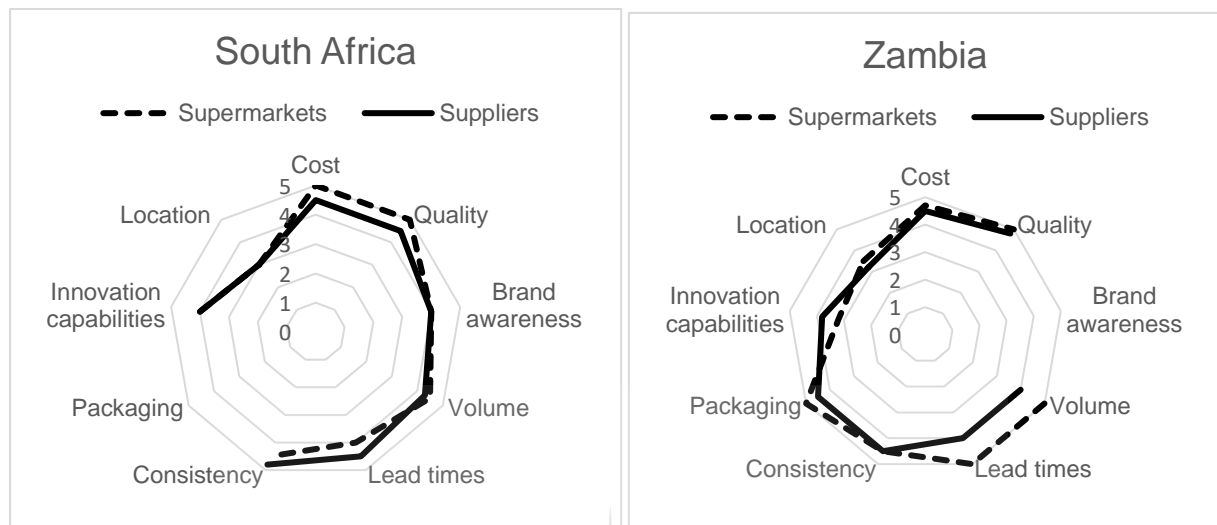 South Africa
Supermarkets Suppliers
Cost
Quality
Brand
awareness
Volume
Lead times
Consistency
Packaging
Innovation
capabilities
Location
5
4
3
2
1
0
Zambia
Supermarkets Suppliers
Cost
Quality
Brand
awareness
Volume
Lead times
Consistency
Packaging
Innovation
capabilities
Location
5
4
3
2
1
0